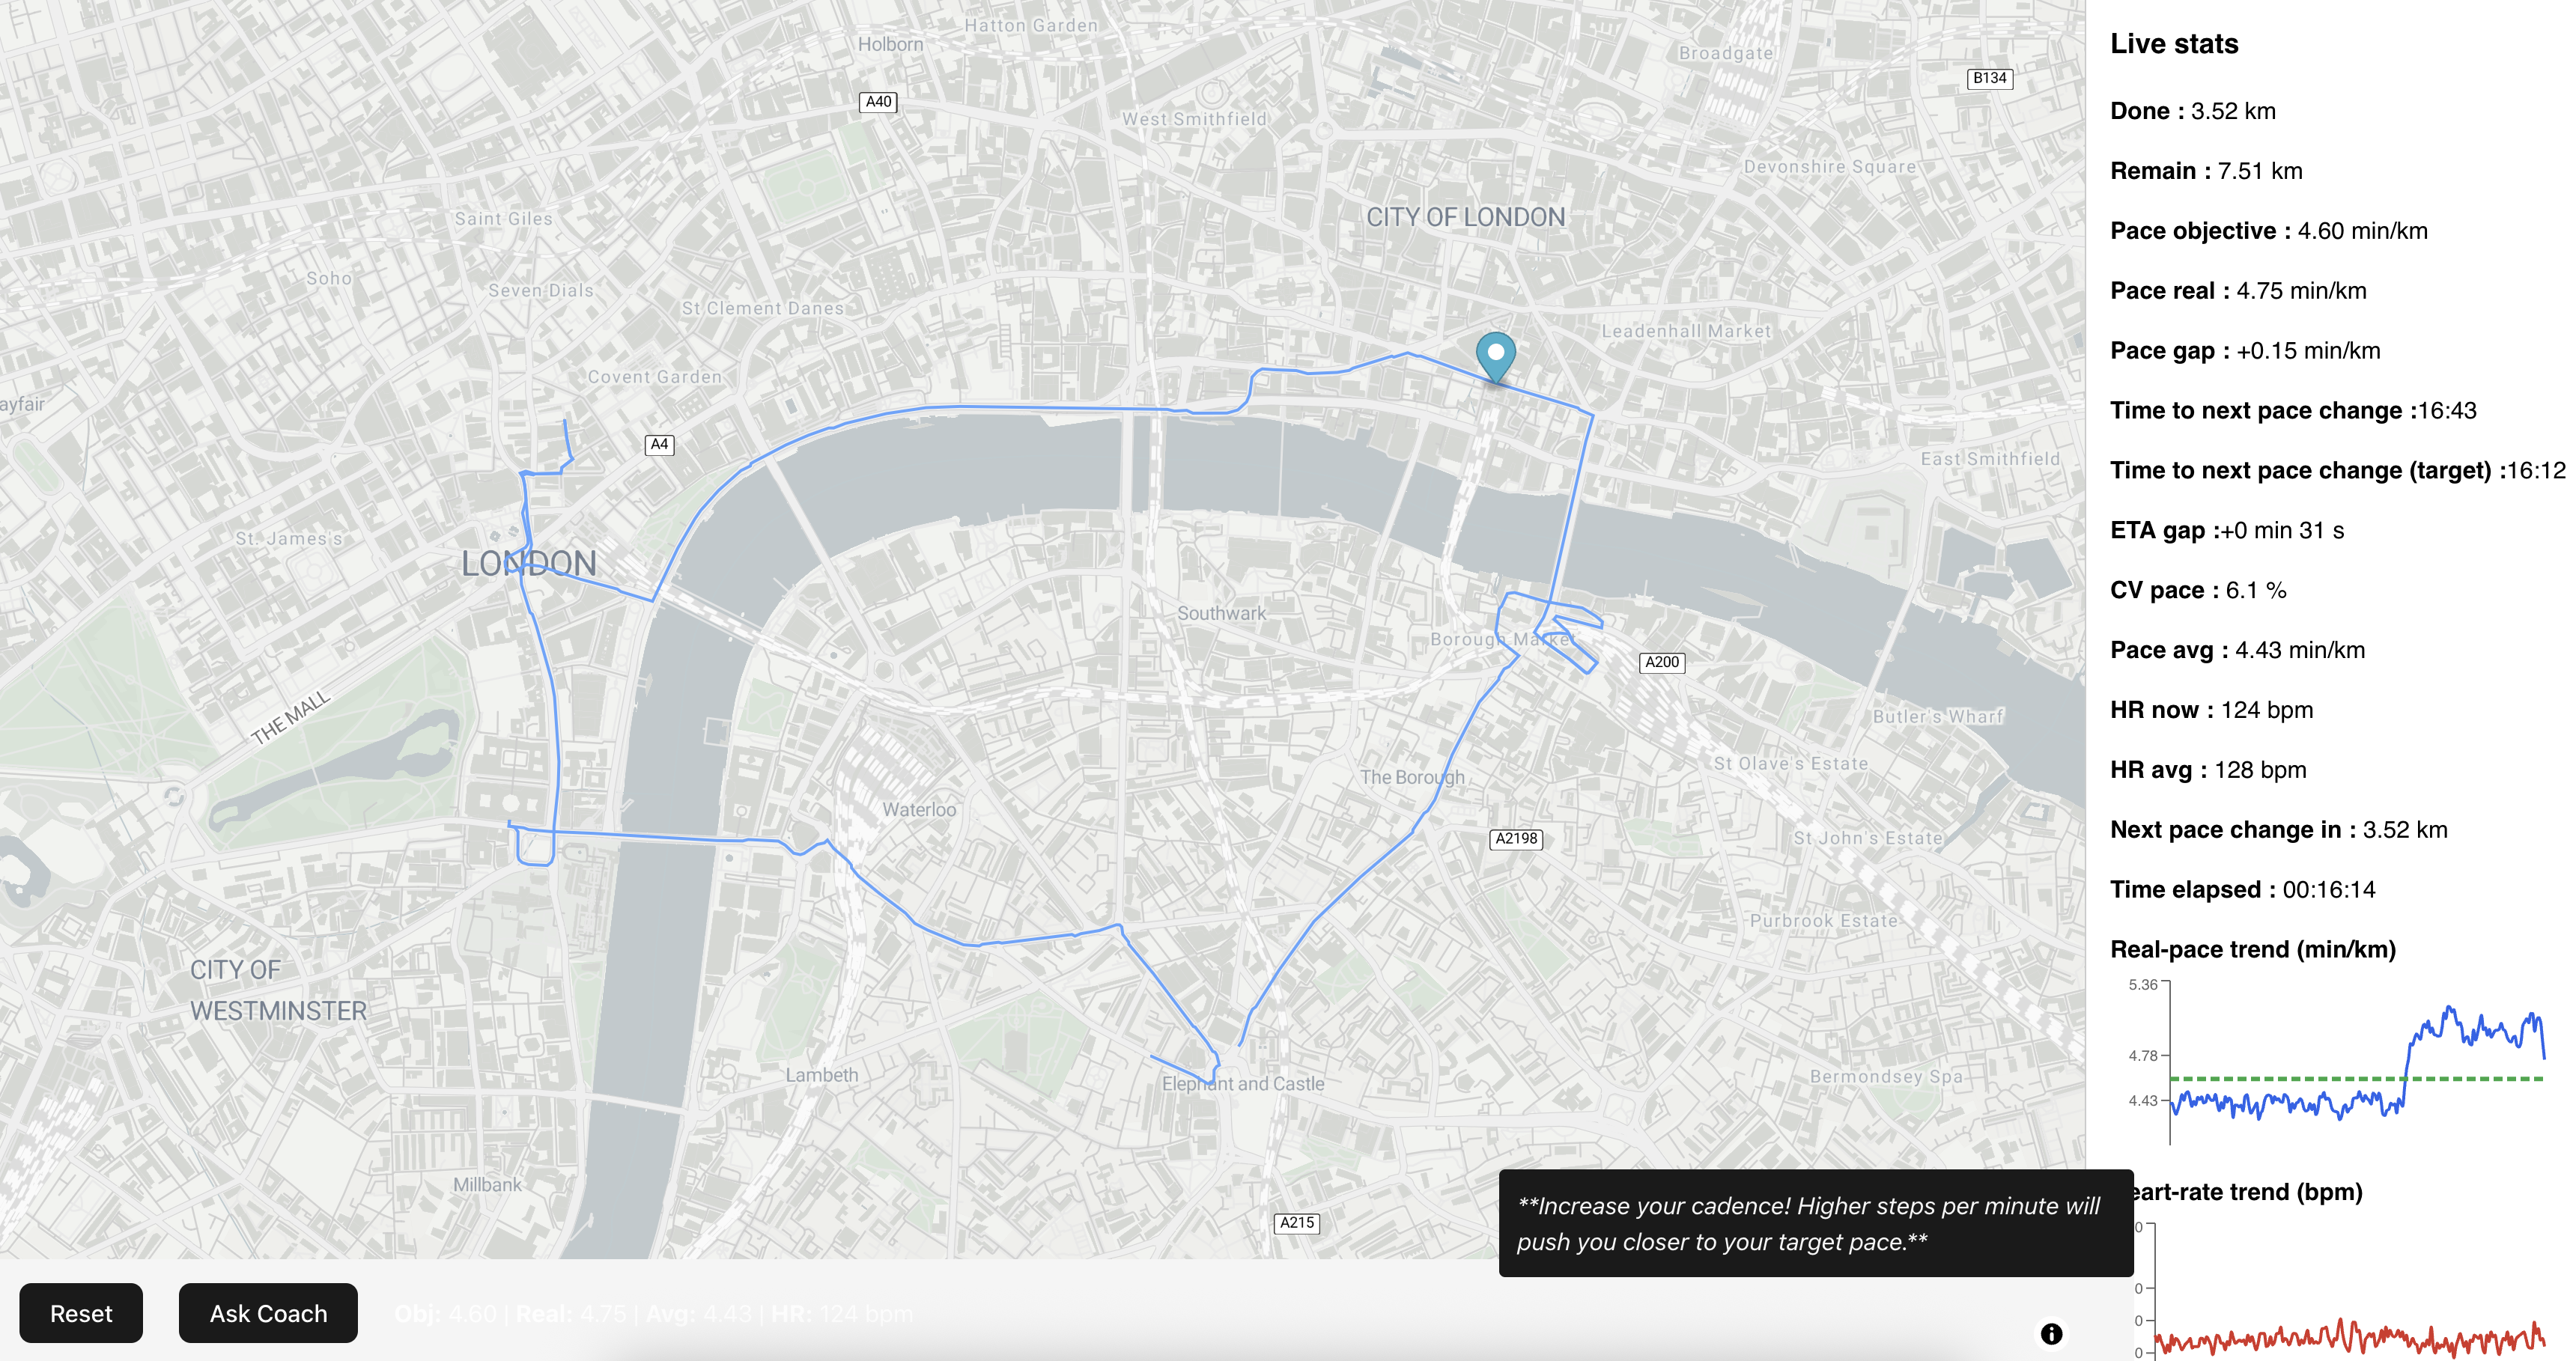 Hatton Garden
Holborn
Broadgate
B134
A40
West Smithfield
Devonshire Square
Saint Giles
CITY OF LONDON
Soho
Seven Dials
St Clement Danes
Leadenhall Market
Covent Garden
ayfair
A4
East Smithfield
St. James's
LONDON
Southwark
Borough Market
A200
THE MALL
Butler's Wharf
St Olave's Estate
The Borough
Waterloo
A2198
St John's Estate
Purbrook Estate
CITY OF
WESTMINSTER
Lambeth
Elephant and Castle
Bermondsey Spa
Millbank
A215
Live stats
Done : 3.52 km
Remain : 7.51 km
Pace objective : 4.60 min/km
Pace real : 4.75 min/km
Pace gap : +0.15 min/km
Time to next pace change :16:43
Time to next pace change (target) :16:12
ETA gap :+0 min 31 s
CV pace : 6.1 %
Pace avg : 4.43 min/km
HR now : 124 bpm
HR avg : 128 bpm
Next pace change in : 3.52 km
Time elapsed : 00:16:14
Real-pace trend (min/km)
5.36
4.78
4.43
eart-rate trend (bpm)
0
0
0
0
**Increase your cadence! Higher steps per minute will
push you closer to your target pace.**
Reset
Ask Coach
Obj: 4.60 | Real: 4.75 | Avg: 4.43 | HR: 124 bpm